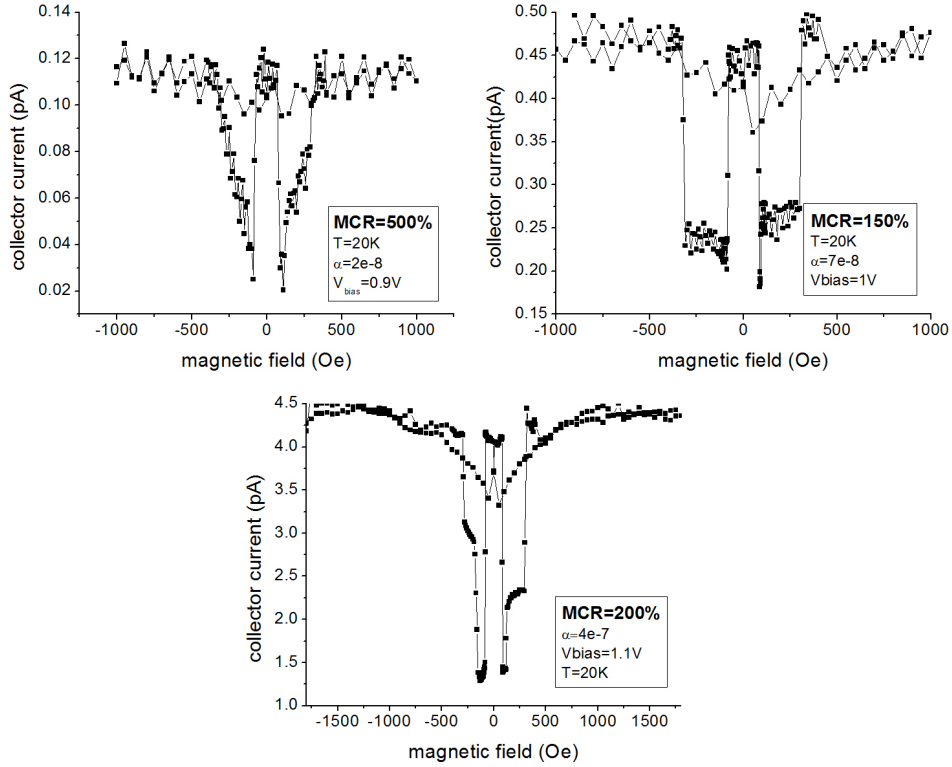 0.14
0.12
0.10
0.08
0.06
0.04
0.02
collector current (pA)
-1000 -500 0 500 1000
magnetic field (Oe)
MCR=500%
T=20K
α=2e-8
Vbias=0.9V
0.50
0.45
0.40
0.35
0.30
0.25
0.20
0.15
collector current(pA)
-1000 -500 0 500 1000
magnetic field (Oe)
MCR=150%
T=20K
α=7e-8
Vbias=1V
4.5
4.0
3.5
3.0
2.5
2.0
1.5
1.0
collector current (pA)
-1500 -1000 -500 0 500 1000 1500
magnetic field (Oe)
MCR=200%
α=4e-7
Vbias=1.1V
T=20K